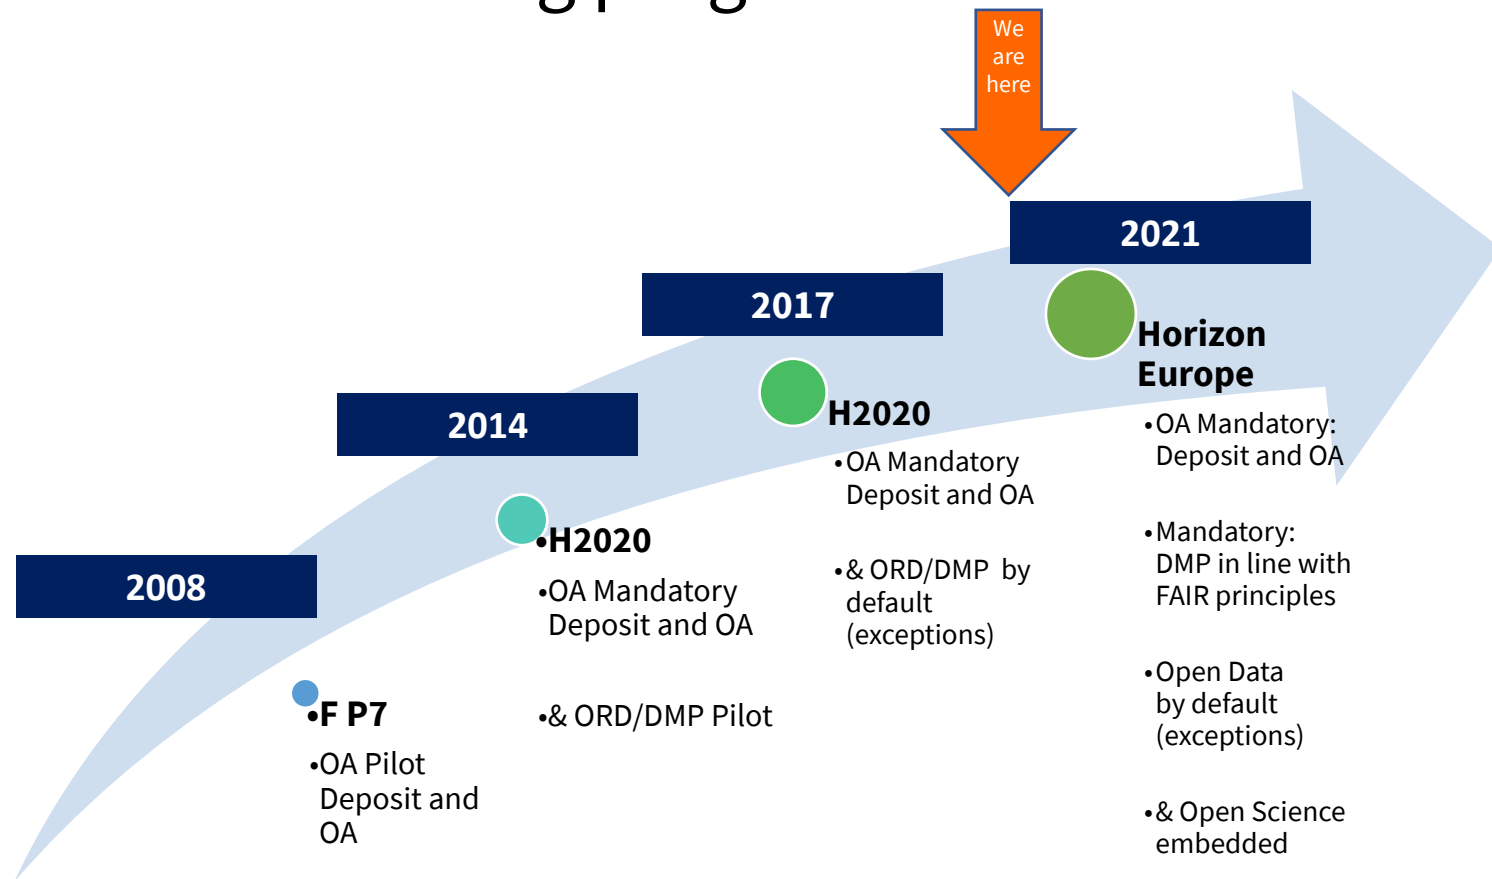 We
are
here
2021
2017
2014
2008
Horizon
Europe
•OA Mandatory:
Deposit and OA
•Mandatory:
DMP in line with
FAIR principles
•Open Data
by default
(exceptions)
•& Open Science
embedded
H2020
•OA Mandatory
Deposit and OA
•& ORD/DMP by
default
(exceptions)
•H2020
•OA Mandatory
Deposit and OA
•& ORD/DMP Pilot
•F P7
•OA Pilot
Deposit and
OA